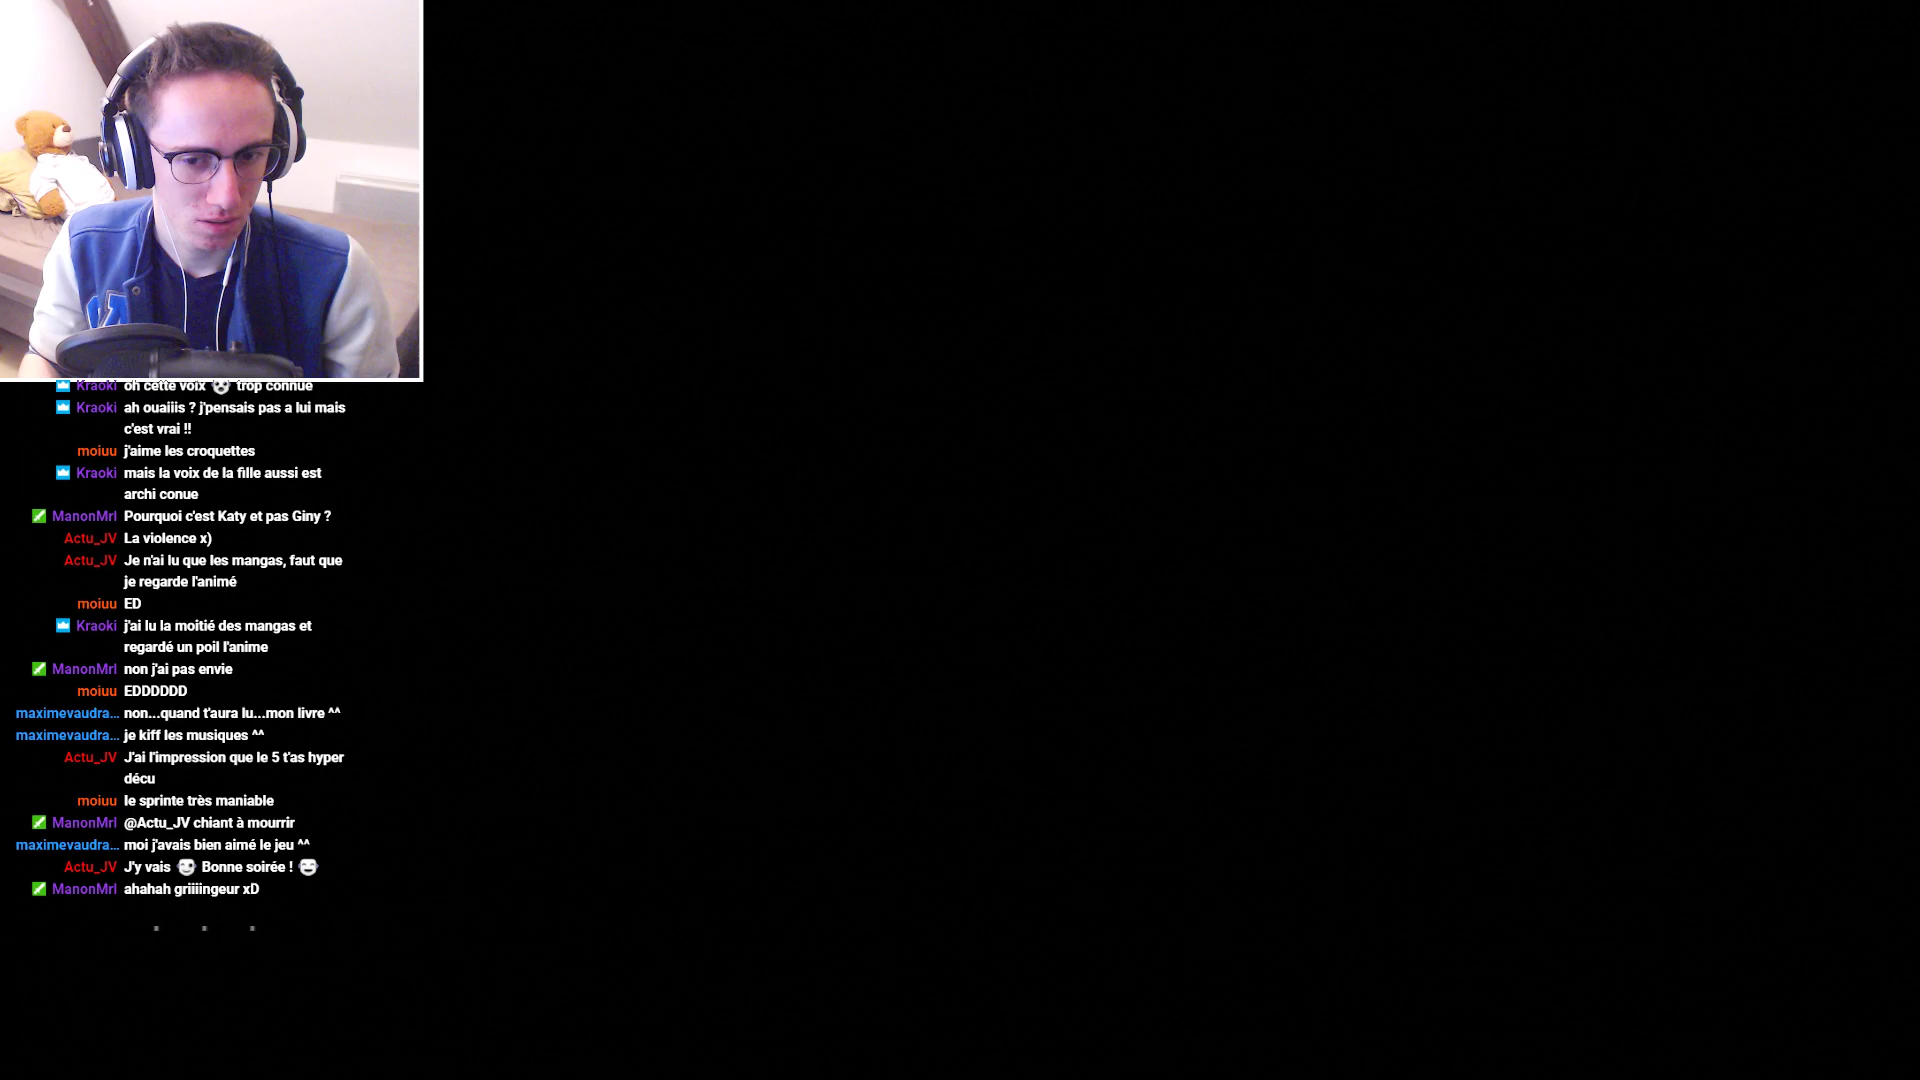 Kraoki oh cette voix trop connue
Kraoki ah ouaiiis ? j'pensais pas a lui mais
c'est vrai !!
moiuu j'aime les croquettes
Kraoki mais la voix de la fille aussi est
archi conue
ManonMrl Pourquoi c'est Katy et pas Giny ?
Actu_JV La violence x)
Actu_JV Je n'ai lu que les mangas, faut que
je regarde l'animé
moiuu ED
Kraoki j'ai lu la moitié des mangas et
regardé un poil l'anime
ManonMrl non j'ai pas envie
moiuu EDDDDDD
maximevaudra... non...quand t'aura lu...mon livre ^^
maximevaudra... je kiff les musiques ^^
Actu_JV J'ai l'impression que le 5 t'as hyper
décu
moiuu le sprinte très maniable
ManonMrl @Actu_JV chiant à mourrir
maximevaudra... moi j'avais bien aimé le jeu ^^
Actu_JV J'y vais Bonne soirée !
ManonMrl ahahah griiiingeur xD